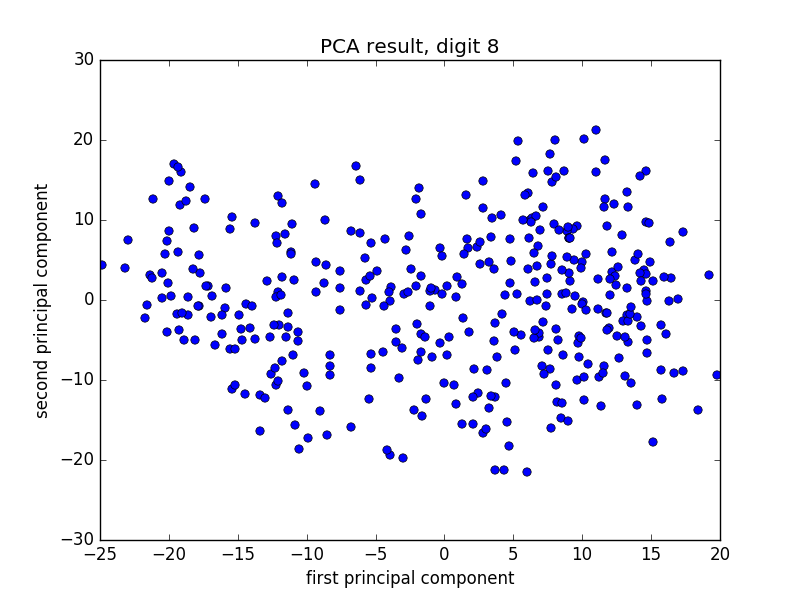 PCA result, digit 8
30
20
10
0
−10
−20
−30
second principal component
−25 −20 −15 −10 −5 0 5 10 15 20
first principal component